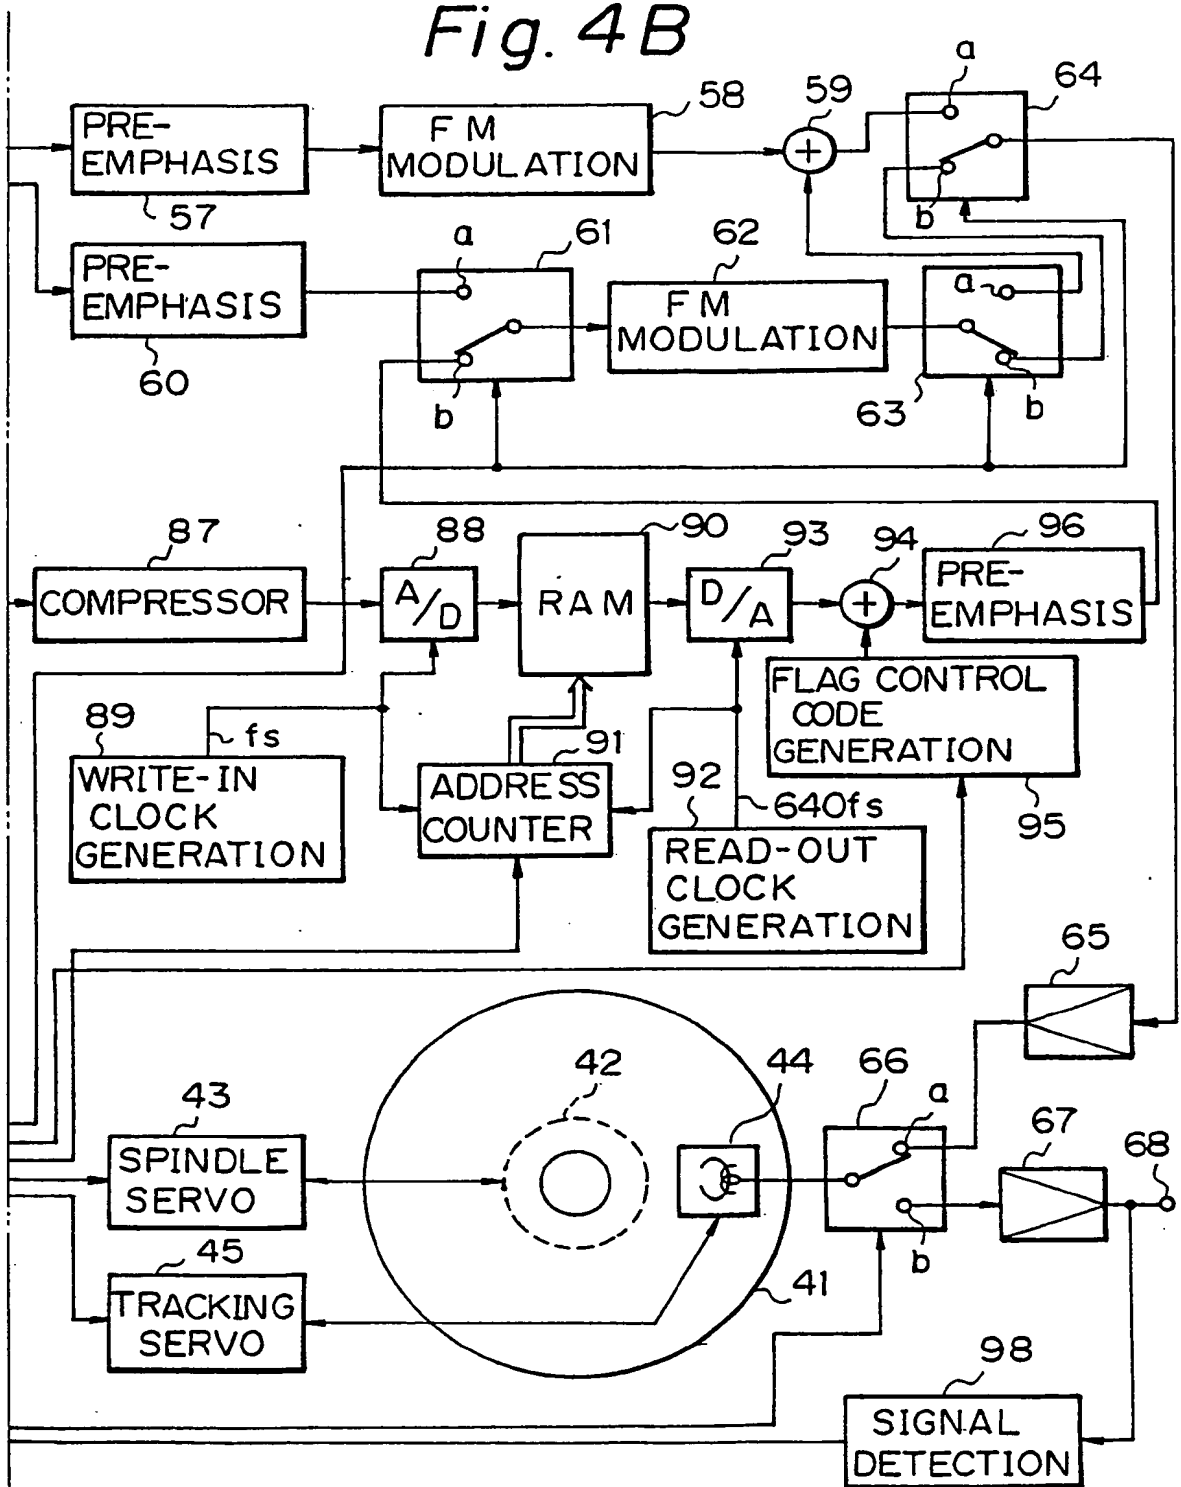 Fig. 4B
PRE-
EMPHASIS
57
FM
MODULATION
58
59
a
64
b
PRE-
EMPHASIS
60
a
61
b
62
FM
MODULATION
a
63
b
87
COMPRESSOR
88
A/D
90
RAM
93
D/A
94
96
PRE-
EMPHASIS
FLAG CONTROL
CODE
GENERATION
95
89
fs
WRITE-IN
CLOCK
GENERATION
91
ADDRESS
COUNTER
92
640fs
READ-OUT
CLOCK
GENERATION
65
43
SPINDLE
SERVO
42
44
66
a
b
67
68
45
TRACKING
SERVO
41
98
SIGNAL
DETECTION